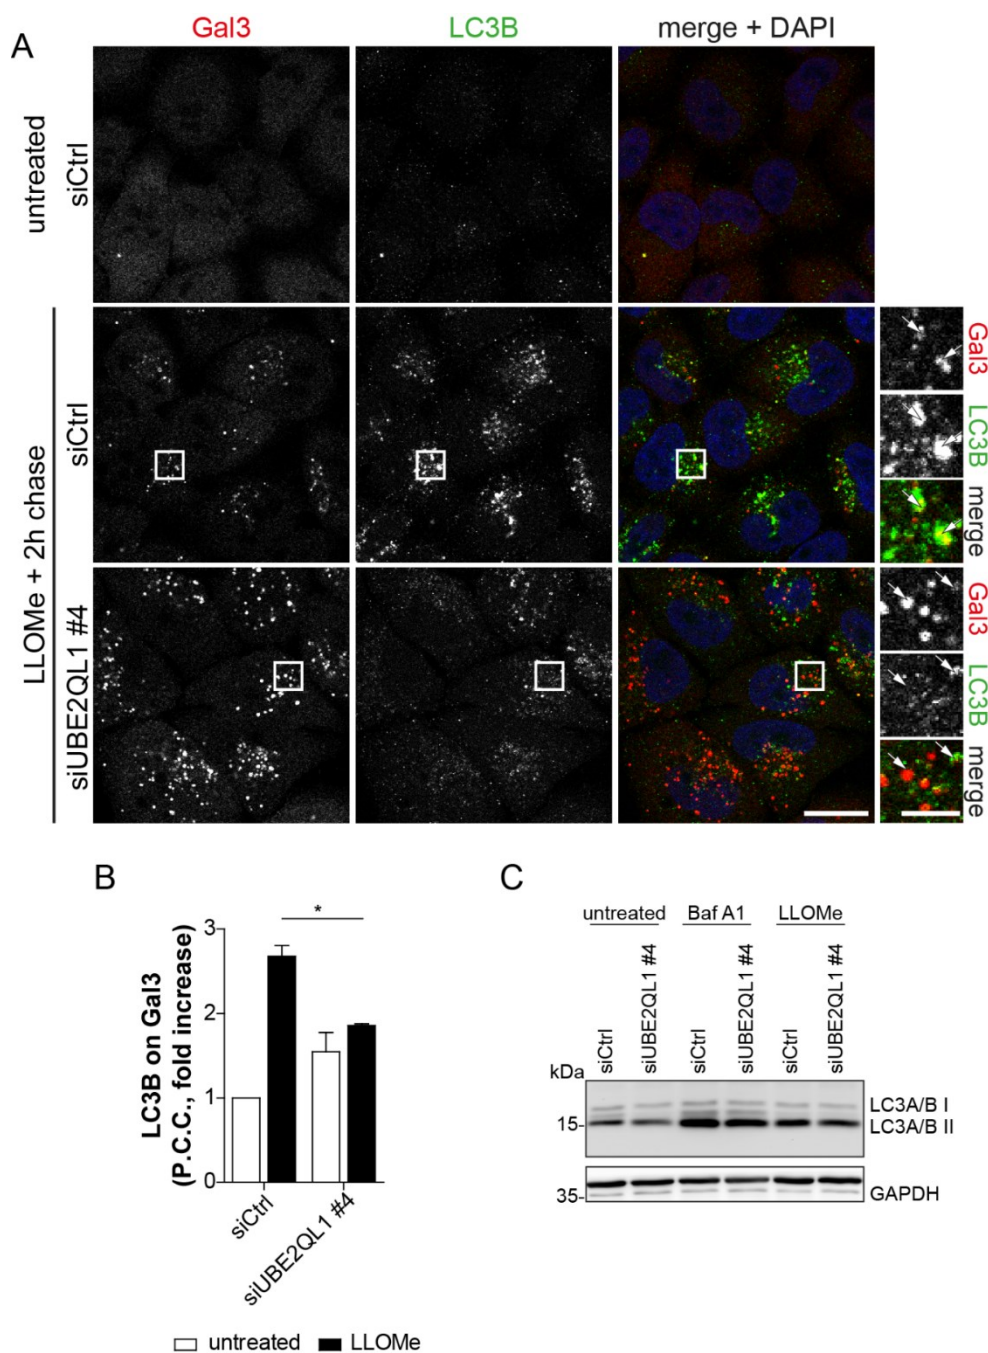 A
Gal3 LC3B merge + DAPI
untreated
siCtrl
LLOMe + 2h chase
siCtrl
Gal3
LC3B
merge
siUBE2QL1 #4
Gal3
LC3B
merge
B
LC3B on Gal3
(P.C.C., fold increase)
3
*
2
1
0
siCtrl
siUBE2QL1 #4
untreated LLOMe
C
untreated Baf A1 LLOMe
siCtrl siUBE2QL1 #4 siCtrl siUBE2QL1 #4 siCtrl siUBE2QL1 #4
kDa
LC3A/B I
15- LC3A/B II
35- GAPDH